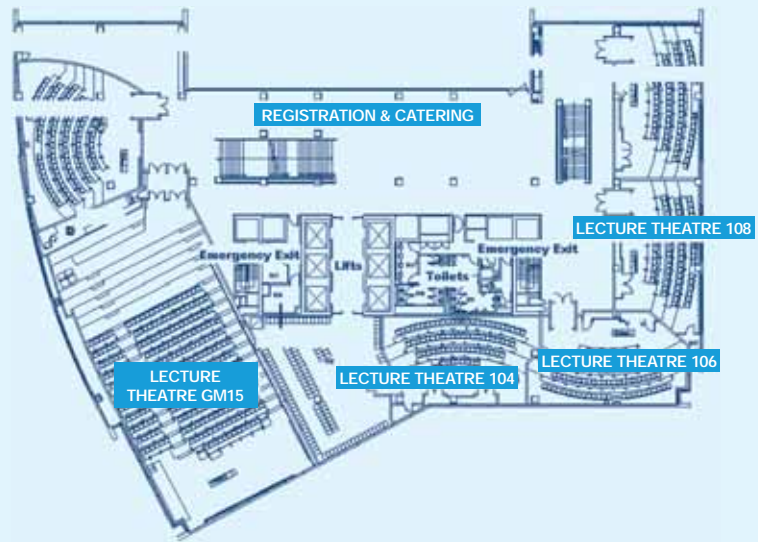 REGISTRATION & CATERING
LECTURE THEATRE 108
Emergency Exit
Emergency Exit
Lifts
Toilets
LECTURE THEATRE 106
LECTURE
THEATRE GM15
LECTURE THEATRE 104